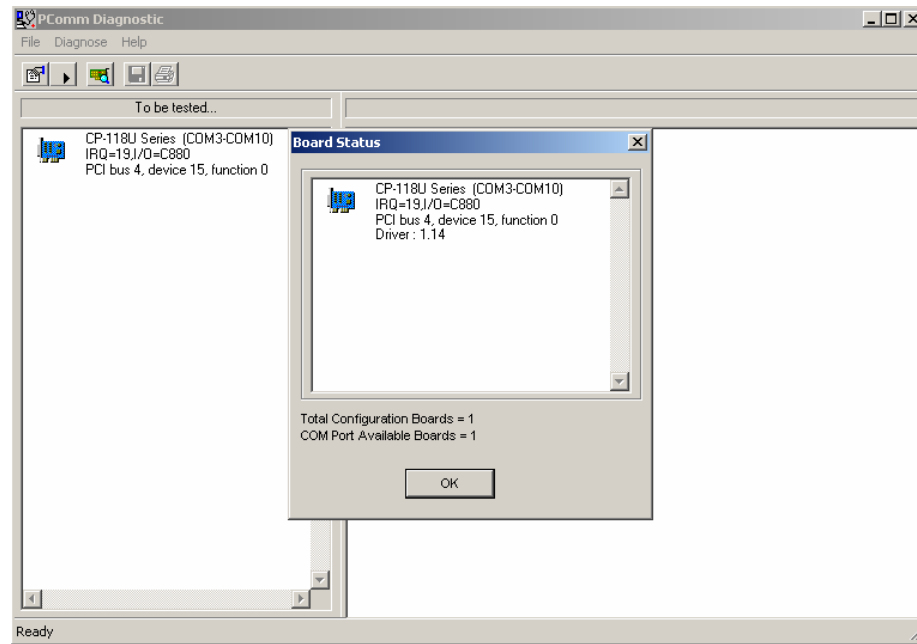 PComm Diagnostic
File Diagnose Help
To be tested...
CP-118U Series (COM3-COM10)
IRQ=19,I/O=C880
PCI bus 4, device 15, function 0
Board Status
CP-118U Series (COM3-COM10)
IRQ=19,I/O=C880
PCI bus 4, device 15, function 0
Driver : 1.14
Total Configuration Boards = 1
COM Port Available Boards = 1
OK
Ready